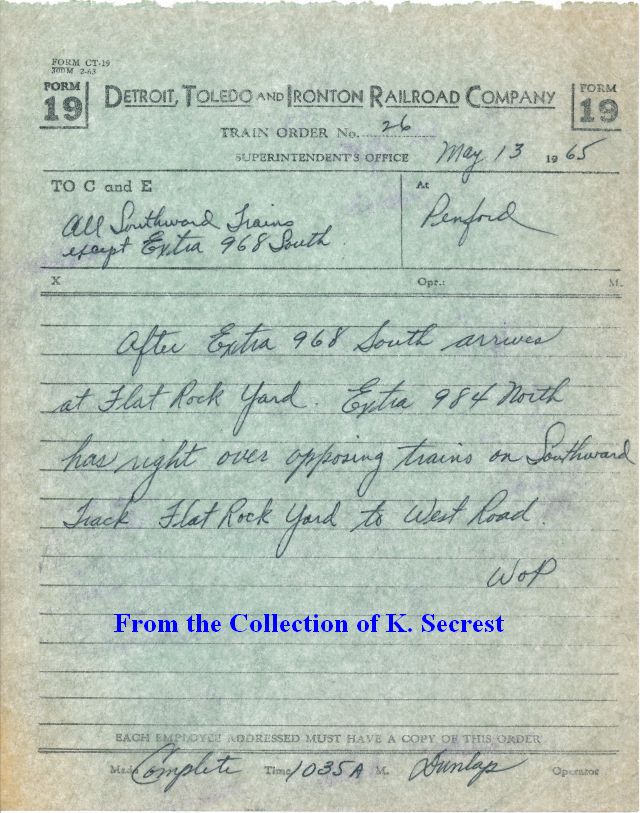 FORM CT-19
300M 2-63
FORM 19
DETROIT, TOLEDO AND IRONTON RAILROAD COMPANY
FORM 19
TRAIN ORDER No. 26
SUPERINTENDENT'S OFFICE May 13 1965
TO C and E
All Southward Trains
except Extra 968 South
At
Penford
X
Opr.: M.
After Extra 968 South arrives
at Flat Rock Yard. Extra 984 North
has right over opposing trains on Southward
Track Flat Rock Yard to West Road.
WOP
From the Collection of K. Secrest
EACH EMPLOYEE ADDRESSED MUST HAVE A COPY OF THIS ORDER
Made Complete Time 1035A M. Dunlap Operator